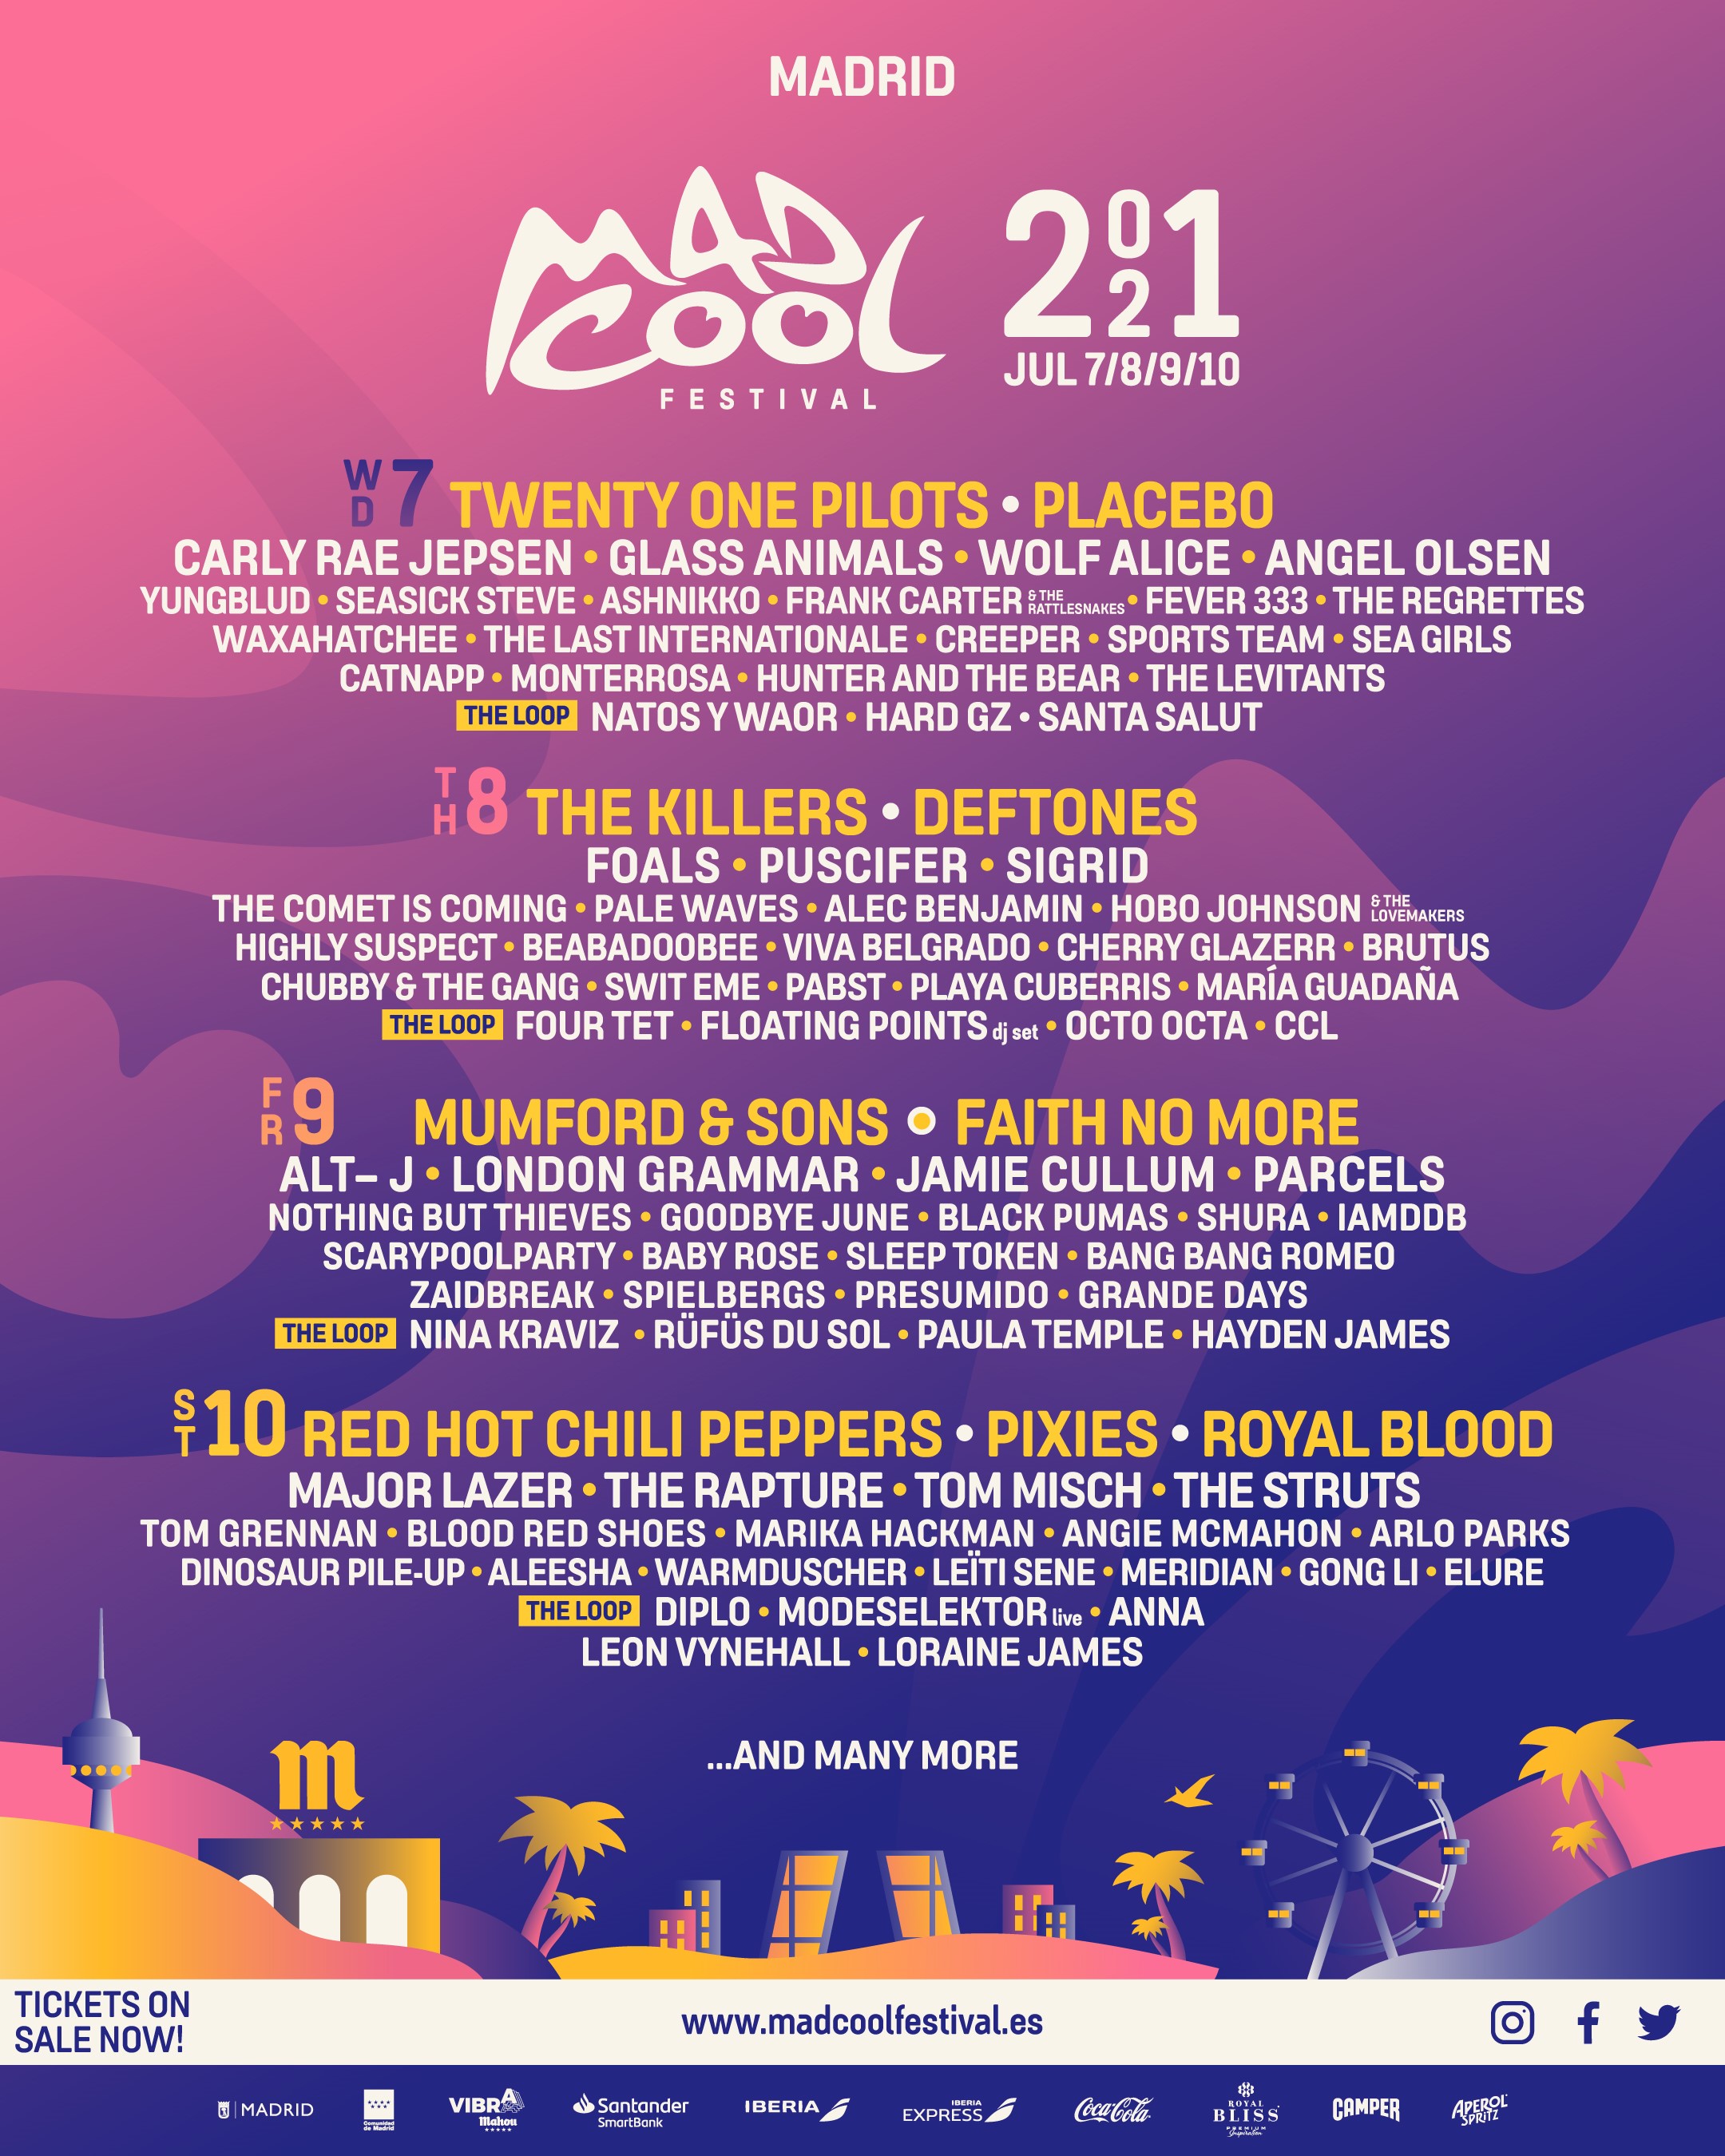 MADRID
MAD COOL
FESTIVAL
2021
JUL 7/8/9/10
WD 7 TWENTY ONE PILOTS • PLACEBO
CARLY RAE JEPSEN • GLASS ANIMALS • WOLF ALICE • ANGEL OLSEN
YUNGBLUD • SEASICK STEVE • ASHNIKKO • FRANK CARTER & THE RATTLESNAKES • FEVER 333 • THE REGRETTES
WAXAHATCHEE • THE LAST INTERNATIONALE • CREEPER • SPORTS TEAM • SEA GIRLS
CATNAPP • MONTERROSA • HUNTER AND THE BEAR • THE LEVITANTS
THE LOOP NATOS Y WAOR • HARD GZ • SANTA SALUT
TH 8 THE KILLERS • DEFTONES
FOALS • PUSCIFER • SIGRID
THE COMET IS COMING • PALE WAVES • ALEC BENJAMIN • HOBO JOHNSON & THE LOVEMAKERS
HIGHLY SUSPECT • BEABADOOBEE • VIVA BELGRADO • CHERRY GLAZERR • BRUTUS
CHUBBY & THE GANG • SWIT EME • PABST • PLAYA CUBERRIS • MARÍA GUADAÑA
THE LOOP FOUR TET • FLOATING POINTS dj set • OCTO OCTA • CCL
FR 9 MUMFORD & SONS • FAITH NO MORE
ALT– J • LONDON GRAMMAR • JAMIE CULLUM • PARCELS
NOTHING BUT THIEVES • GOODBYE JUNE • BLACK PUMAS • SHURA • IAMDDB
SCARYPOOLPARTY • BABY ROSE • SLEEP TOKEN • BANG BANG ROMEO
ZAIDBREAK • SPIELBERGS • PRESUMIDO • GRANDE DAYS
THE LOOP NINA KRAVIZ • RÜFÜS DU SOL • PAULA TEMPLE • HAYDEN JAMES
ST 10 RED HOT CHILI PEPPERS • PIXIES • ROYAL BLOOD
MAJOR LAZER • THE RAPTURE • TOM MISCH • THE STRUTS
TOM GRENNAN • BLOOD RED SHOES • MARIKA HACKMAN • ANGIE MCMAHON • ARLO PARKS
DINOSAUR PILE-UP • ALEESHA • WARMDUSCHER • LEÏTI SENE • MERIDIAN • GONG LI • ELURE
THE LOOP DIPLO • MODESELEKTOR live • ANNA
LEON VYNEHALL • LORAINE JAMES
...AND MANY MORE
m
TICKETS ON
SALE NOW!
www.madcoolfestival.es
MADRID
Comunidad de Madrid
VIBRA Mahou
Santander SmartBank
IBERIA
IBERIA EXPRESS
Coca-Cola
ROYAL BLISS PREMIUM Inspiration
CAMPER
APEROL SPRITZ